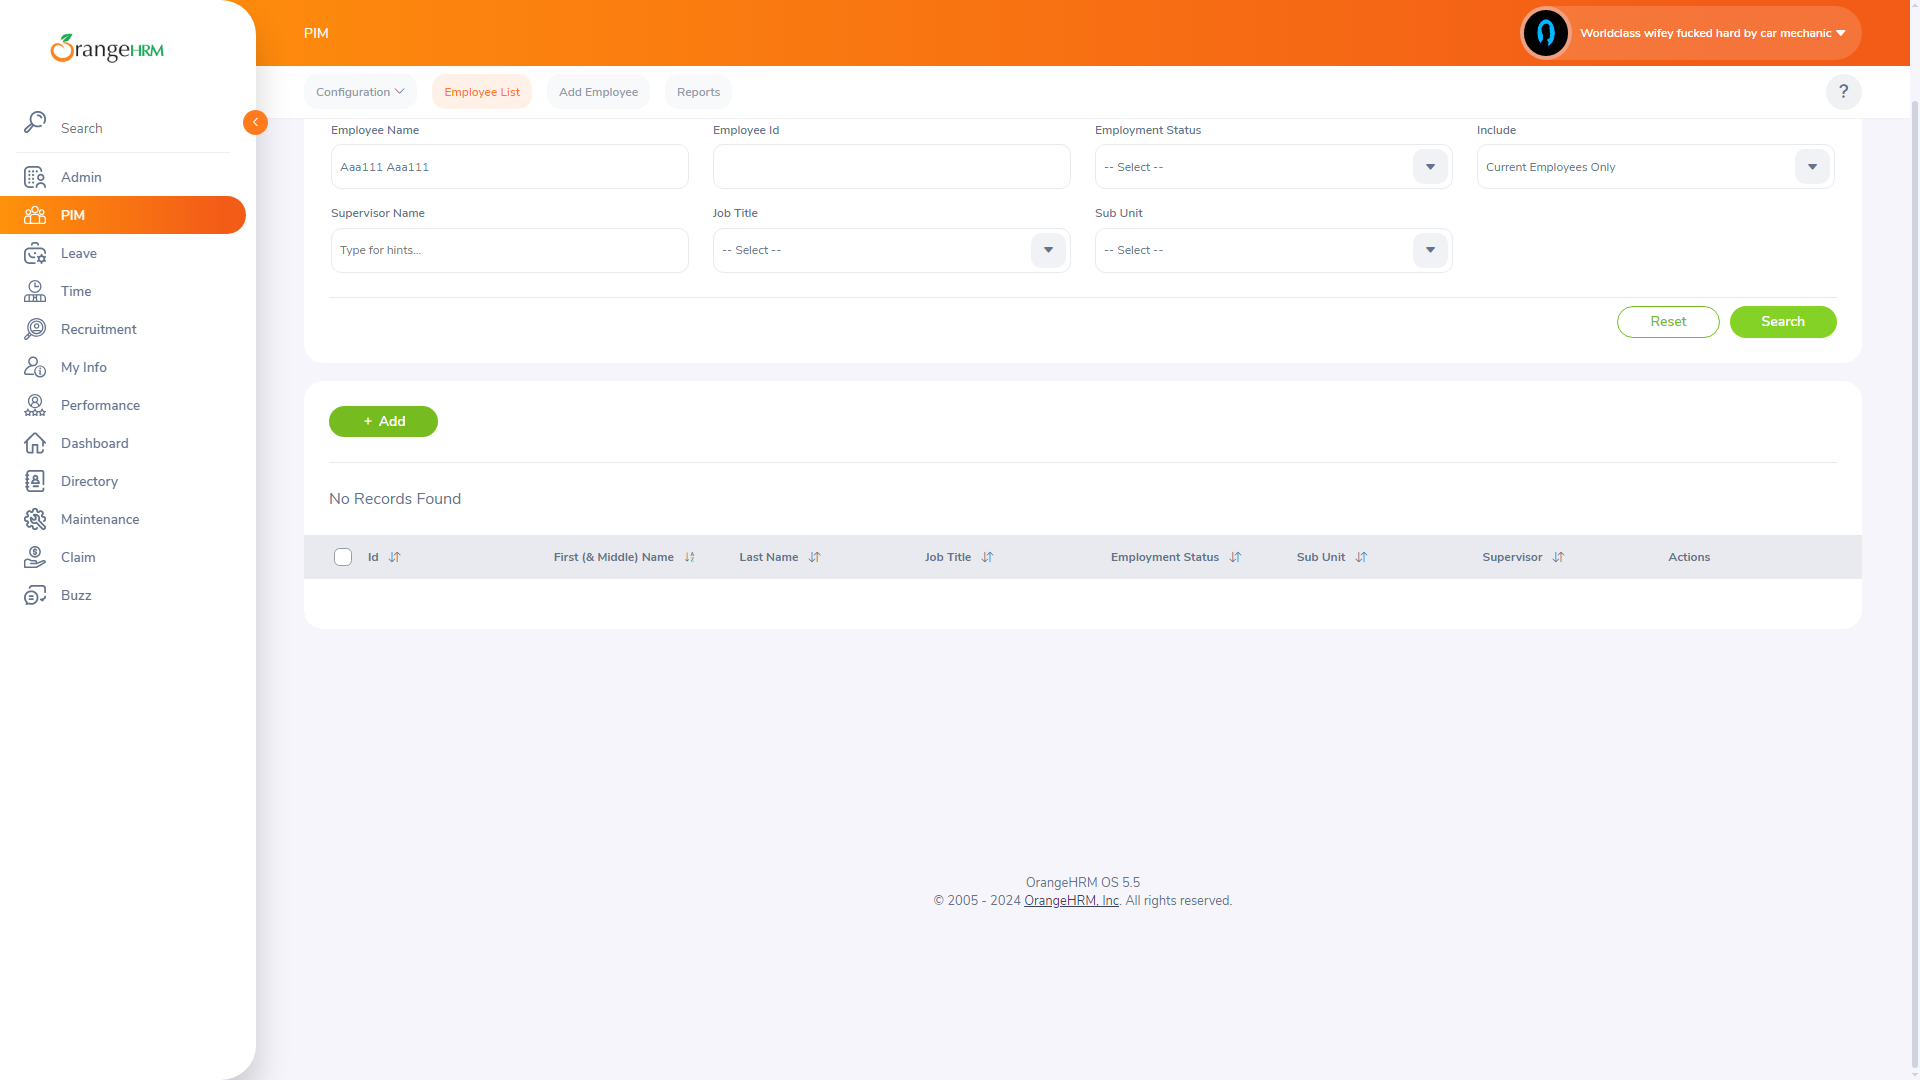 OrangeHRM
PIM
Worldclass wifey fucked hard by car mechanic
Configuration
Employee List
Add Employee
Reports
?
Search
Admin
PIM
Leave
Time
Recruitment
My Info
Performance
Dashboard
Directory
Maintenance
Claim
Buzz
Employee Name
Employee Id
Employment Status
Include
Aaa111 Aaa111
-- Select --
Current Employees Only
Supervisor Name
Job Title
Sub Unit
Type for hints...
-- Select --
-- Select --
Reset
Search
+ Add
No Records Found
Id
First (& Middle) Name
Last Name
Job Title
Employment Status
Sub Unit
Supervisor
Actions
OrangeHRM OS 5.5
© 2005 - 2024 OrangeHRM, Inc. All rights reserved.